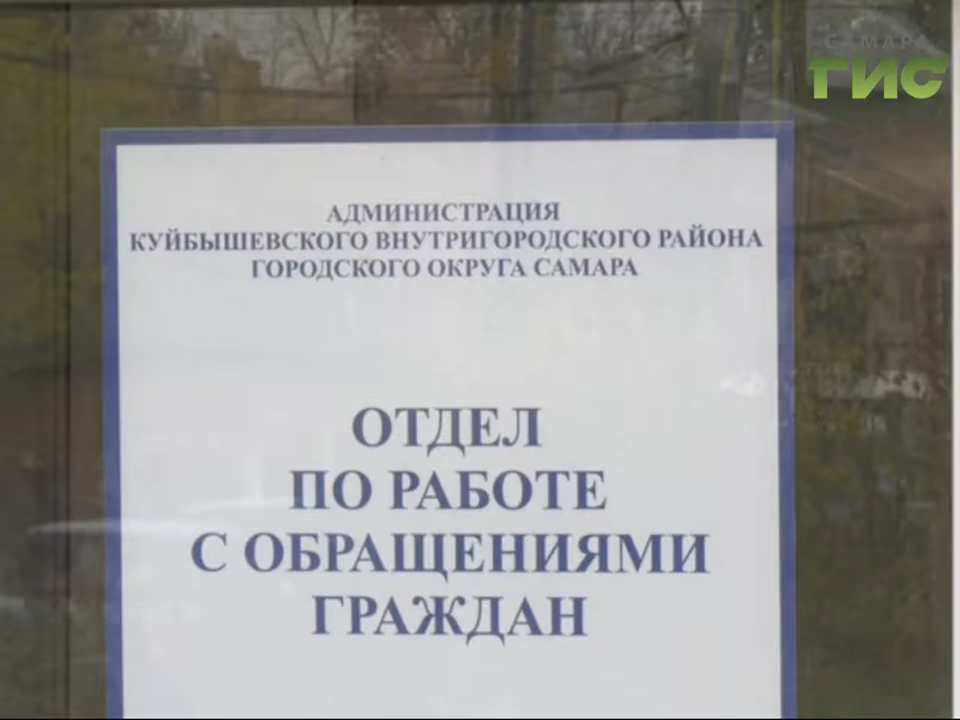 САМАРА
ГИС
АДМИНИСТРАЦИЯ
КУЙБЫШЕВСКОГО ВНУТРИГОРОДСКОГО РАЙОНА
ГОРОДСКОГО ОКРУГА САМАРА
ОТДЕЛ
ПО РАБОТЕ
С ОБРАЩЕНИЯМИ
ГРАЖДАН